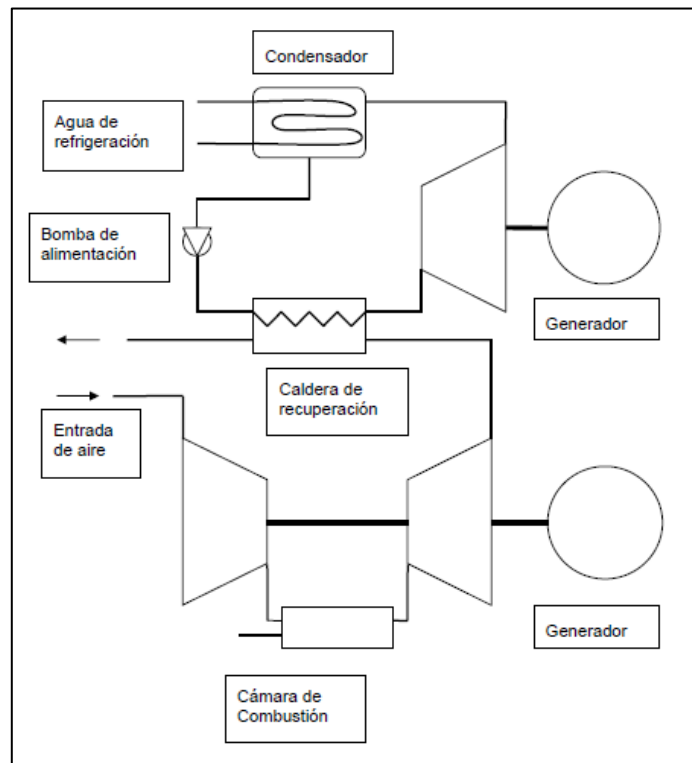 Condensador
Agua de
refrigeración
Bomba de
alimentación
Generador
Caldera de
recuperación
Entrada
de aire
Generador
Cámara de
Combustión